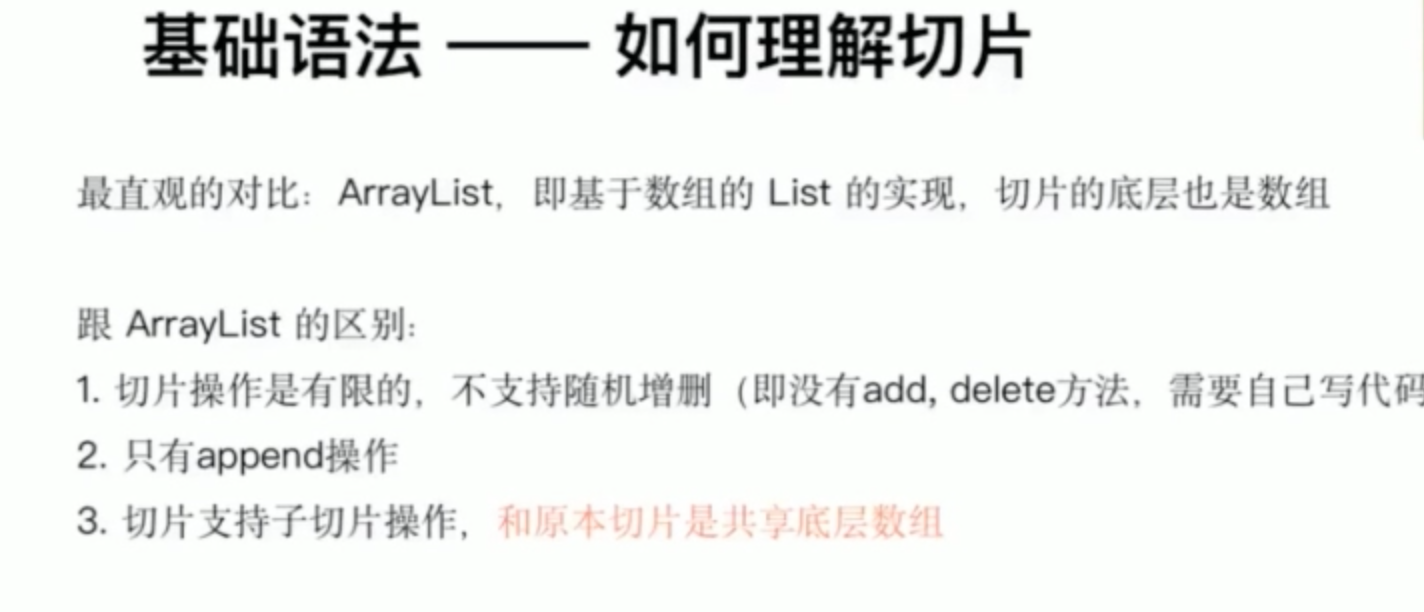 基础语法 —— 如何理解切片
最直观的对比：ArrayList，即基于数组的 List 的实现，切片的底层也是数组
跟 ArrayList 的区别：
1. 切片操作是有限的，不支持随机增删（即没有add, delete方法，需要自己写代码
2. 只有append操作
3. 切片支持子切片操作，和原本切片是共享底层数组